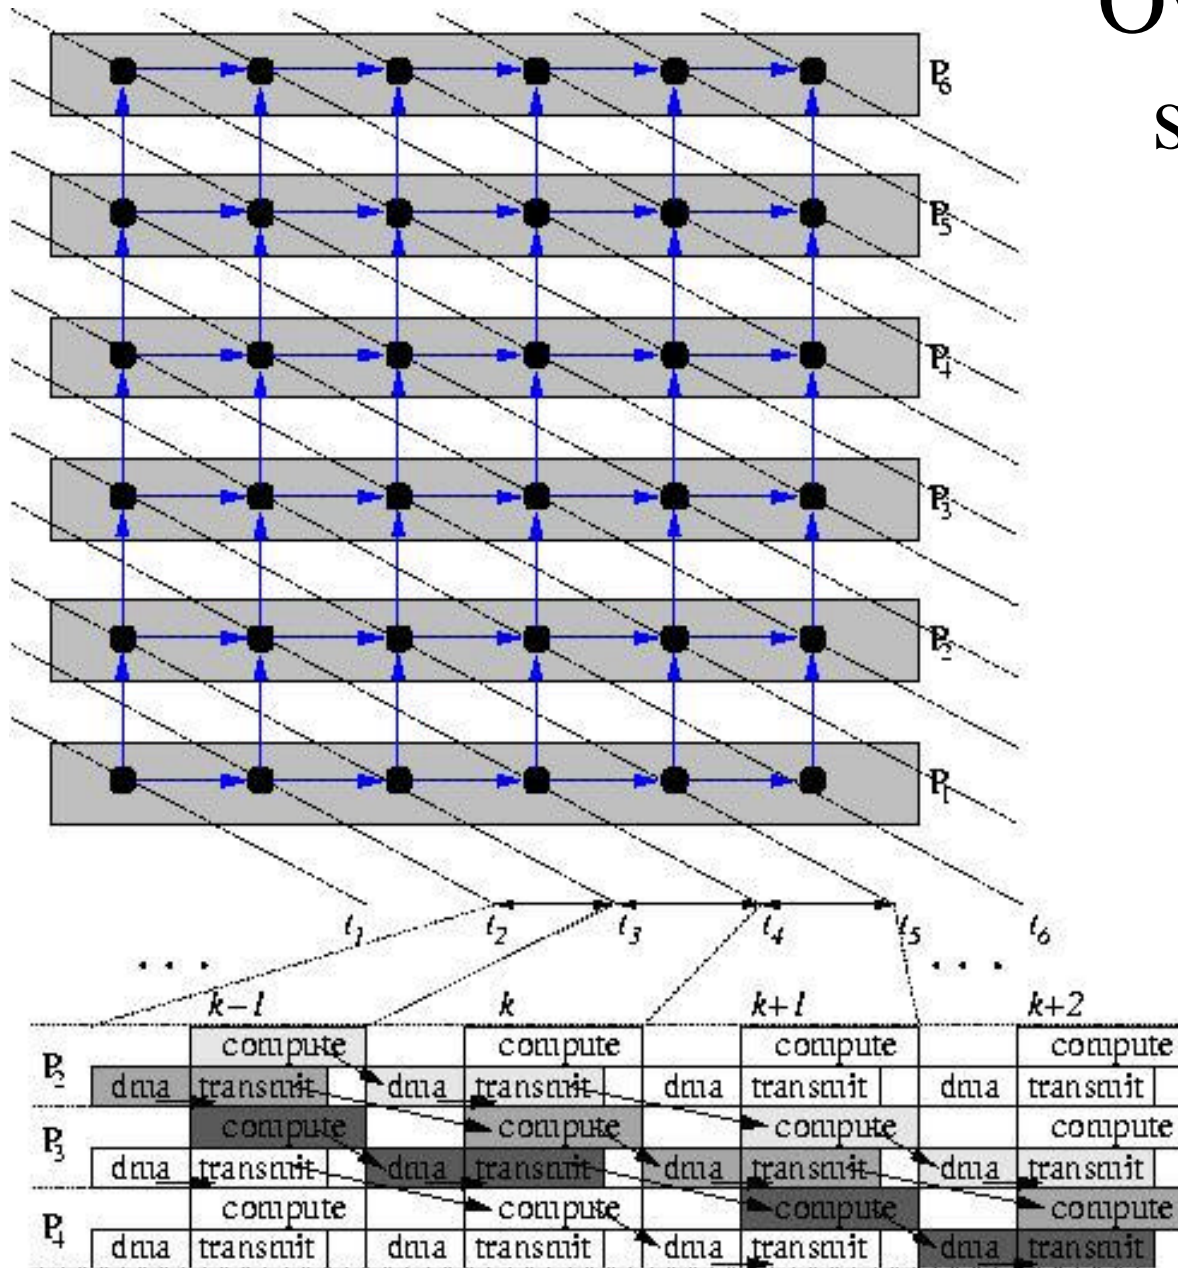 P6
P5
P4
P3
P2
P1
t1 t2 t3 t4 t5 t6
. . . . . .
k-1 k k+1 k+2
P2 compute compute compute compute
dma transmit dma transmit dma transmit dma transmit
P3 compute compute compute compute
dma transmit dma transmit dma transmit dma transmit
P4 compute compute compute compute
dma transmit dma transmit dma transmit dma transmit